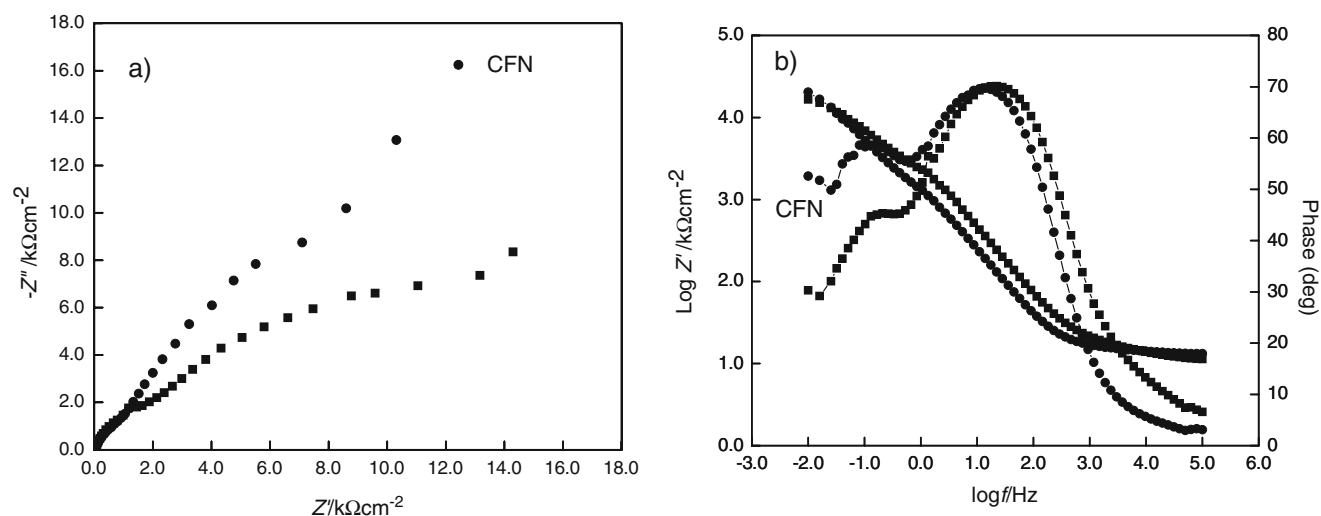 a)
CFN
-Z″/kΩcm-2
18.0
16.0
14.0
12.0
10.0
8.0
6.0
4.0
2.0
0.0
0.0 2.0 4.0 6.0 8.0 10.0 12.0 14.0 16.0 18.0
Z'/kΩcm-2
b)
CFN
Log Z'/kΩcm-2
5.0
4.0
3.0
2.0
1.0
0.0
-3.0 -2.0 -1.0 0.0 1.0 2.0 3.0 4.0 5.0 6.0
logf/Hz
80
70
60
50
40
30
20
10
0
Phase (deg)